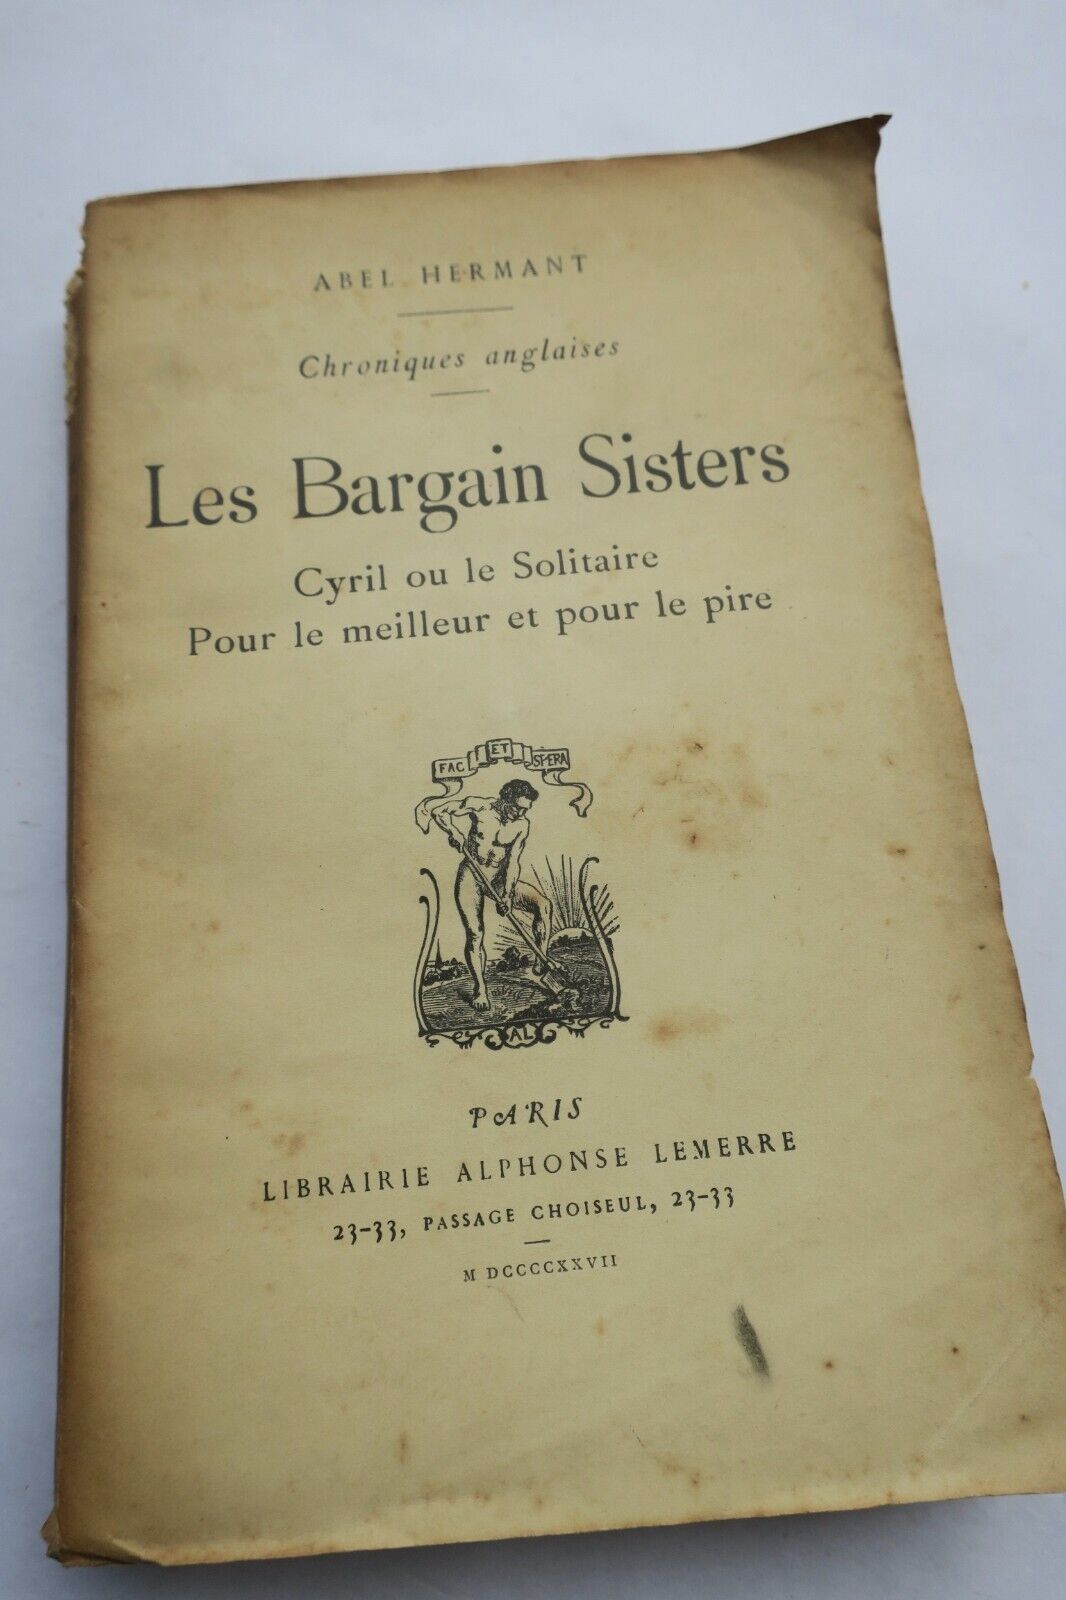 ABEL HERMANT
Chroniques anglaises
Les Bargain Sisters
Cyril ou le Solitaire
Pour le meilleur et pour le pire
FAC ET SPERA
AL
PARIS
LIBRAIRIE ALPHONSE LEMERRE
23-33, PASSAGE CHOISEUL, 23-33
M DCCCCXXVII